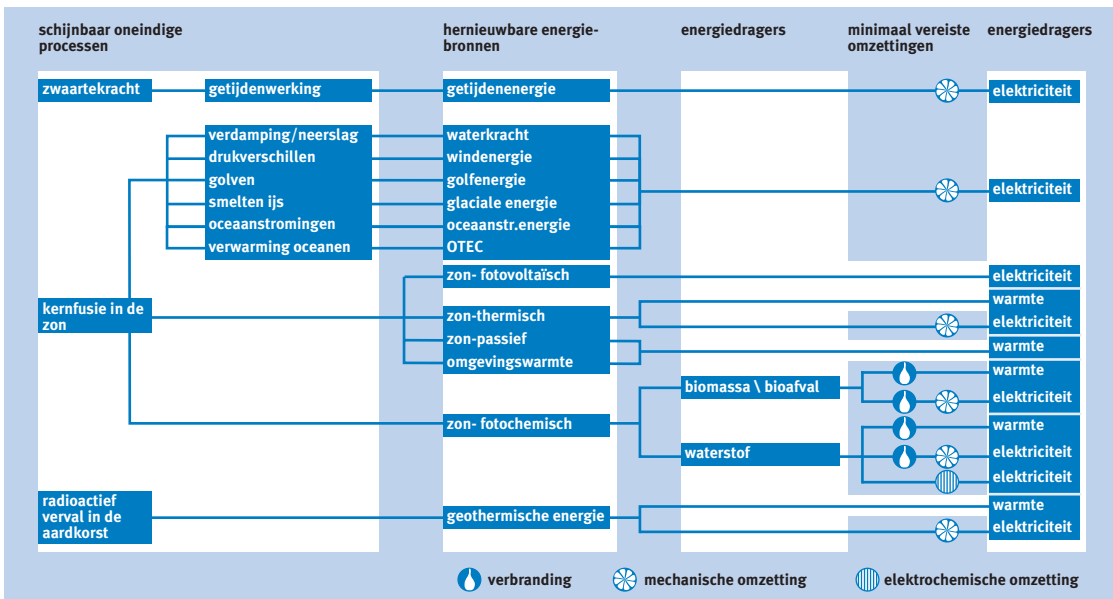 schijnbaar oneindige
processen
hernieuwbare energie-
bronnen
energiedragers
minimaal vereiste
omzettingen
energiedragers
zwaartekracht
getijdenwerking
getijdenenergie
elektriciteit
verdamping/neerslag
waterkracht
drukverschillen
windenergie
golven
golfenergie
elektriciteit
smelten ijs
glaciale energie
oceaanstromingen
oceaanstr.energie
verwarming oceanen
OTEC
kernfusie in de
zon
zon- fotovoltaïsch
elektriciteit
zon-thermisch
warmte
elektriciteit
zon-passief
omgevingswarmte
warmte
zon- fotochemisch
biomassa \ bioafval
warmte
elektriciteit
waterstof
warmte
elektriciteit
elektriciteit
radioactief
verval in de
aardkorst
geothermische energie
warmte
elektriciteit
verbranding
mechanische omzetting
elektrochemische omzetting